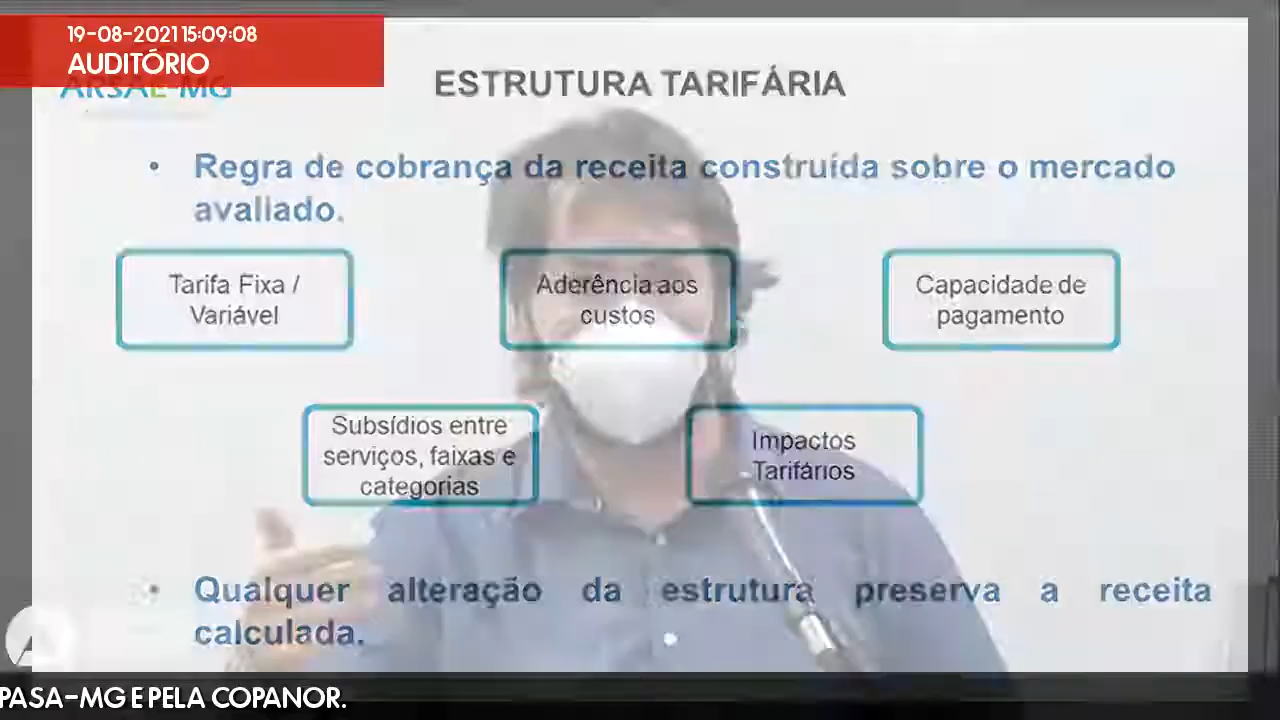 19-08-2021 15:09:08
AUDITÓRIO
ARSAE-MG
ESTRUTURA TARIFÁRIA
• Regra de cobrança da receita construída sobre o mercado
avaliado.
Tarifa Fixa /
Variável
Aderência aos
custos
Capacidade de
pagamento
Subsídios entre
serviços, faixas e
categorias
Impactos
Tarifários
• Qualquer alteração da estrutura preserva a receita
calculada.
PASA-MG E PELA COPANOR.